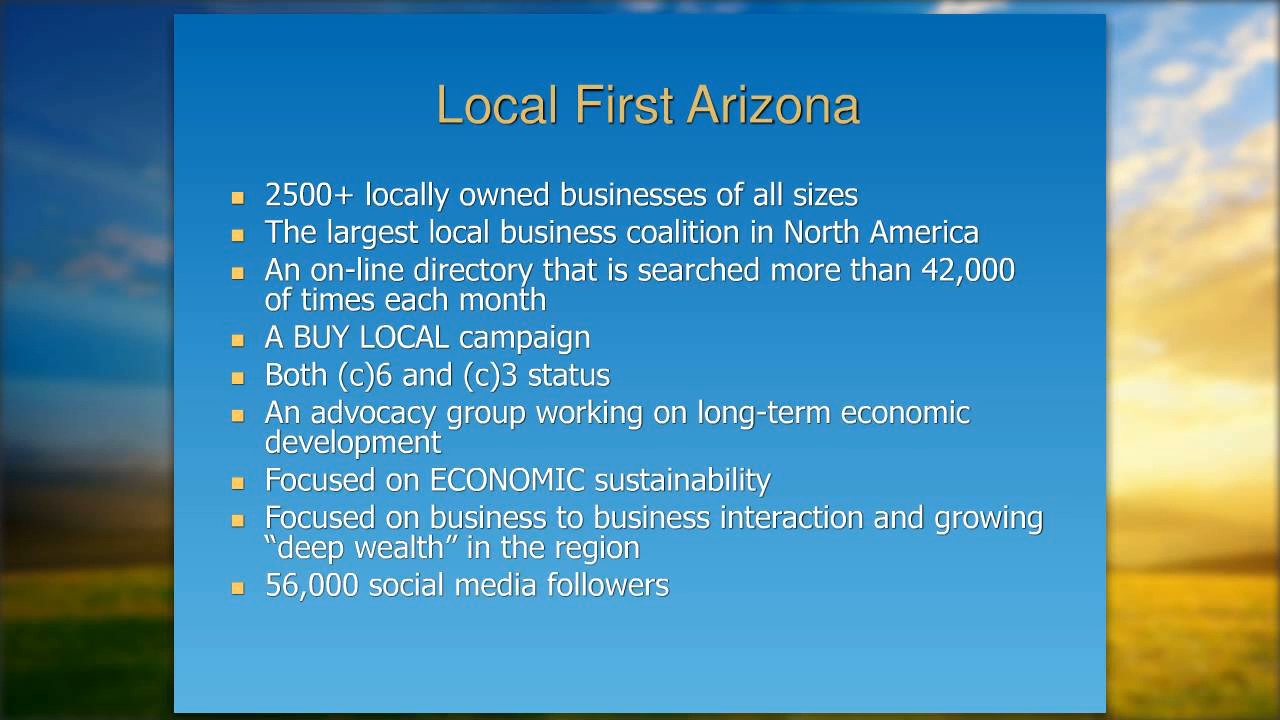 Local First Arizona
2500+ locally owned businesses of all sizes
The largest local business coalition in North America
An on-line directory that is searched more than 42,000
of times each month
A BUY LOCAL campaign
Both (c)6 and (c)3 status
An advocacy group working on long-term economic
development
Focused on ECONOMIC sustainability
Focused on business to business interaction and growing
“deep wealth” in the region
56,000 social media followers